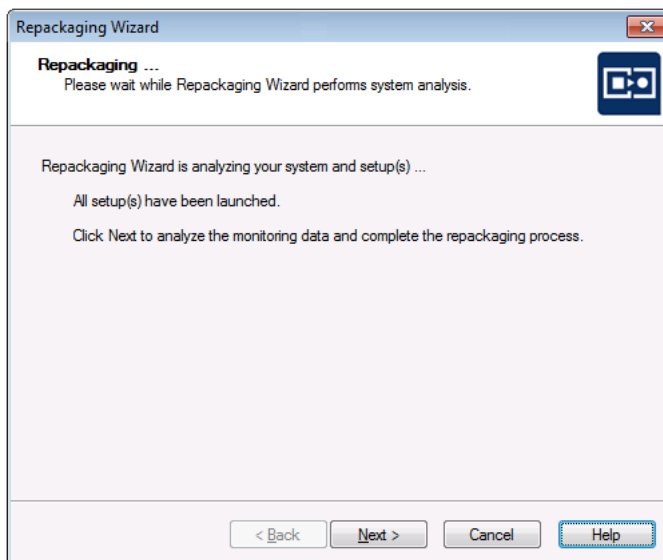 Repackaging Wizard
Repackaging ...
Please wait while Repackaging Wizard performs system analysis.
Repackaging Wizard is analyzing your system and setup(s) ...
All setup(s) have been launched.
Click Next to analyze the monitoring data and complete the repackaging process.
< Back Next > Cancel Help